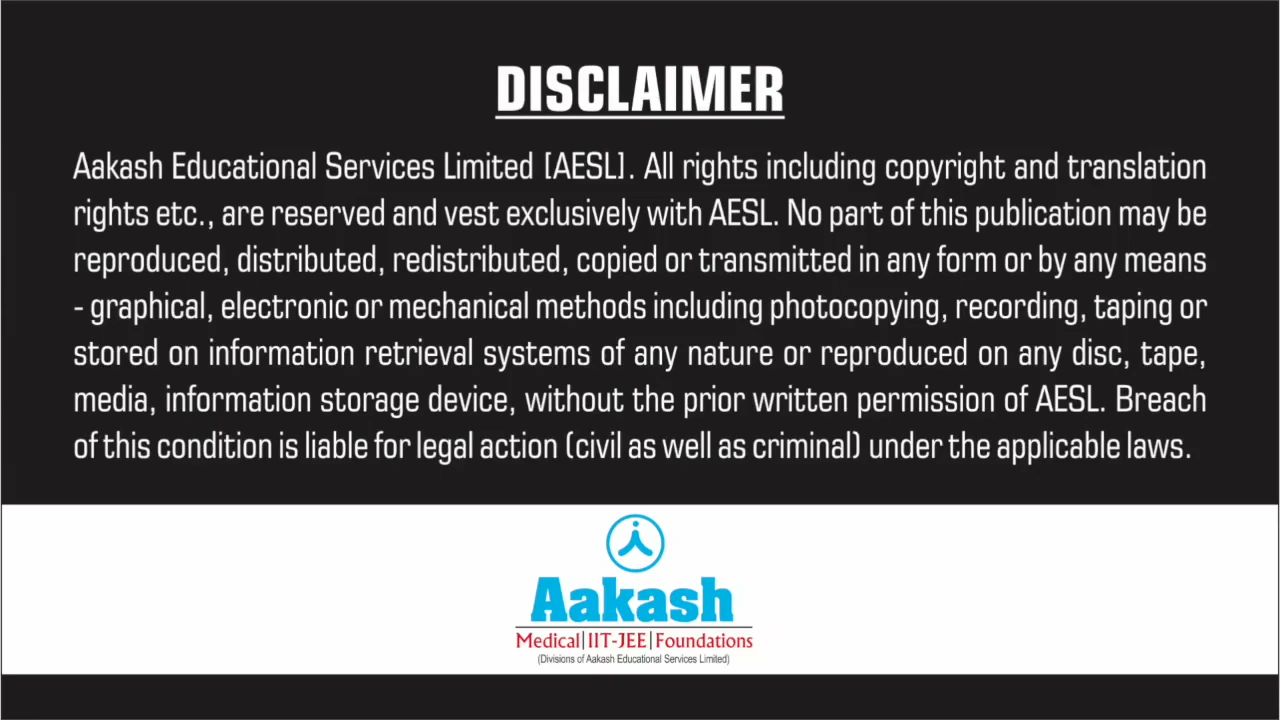 DISCLAIMER
Aakash Educational Services Limited [AESL]. All rights including copyright and translation
rights etc., are reserved and vest exclusively with AESL. No part of this publication may be
reproduced, distributed, redistributed, copied or transmitted in any form or by any means
- graphical, electronic or mechanical methods including photocopying, recording, taping or
stored on information retrieval systems of any nature or reproduced on any disc, tape,
media, information storage device, without the prior written permission of AESL. Breach
of this condition is liable for legal action (civil as well as criminal) under the applicable laws.
Aakash
Medical|IIT-JEE|Foundations
(Divisions of Aakash Educational Services Limited)